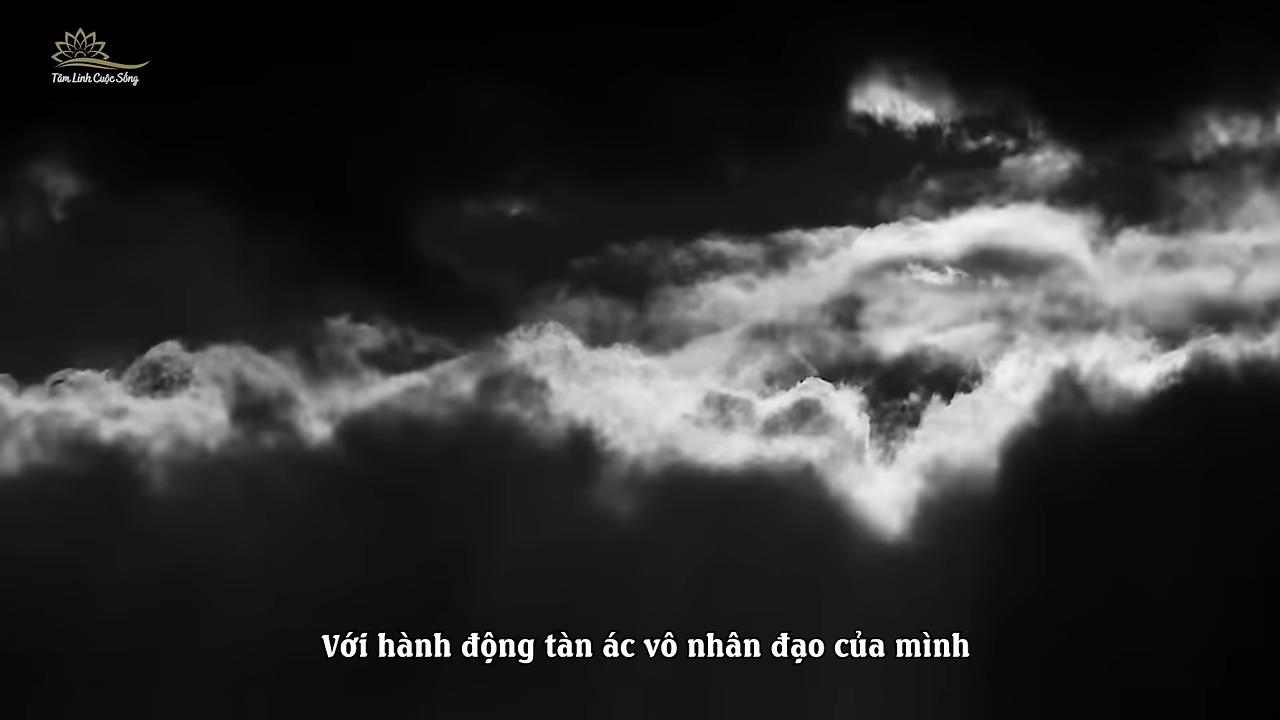 Tâm Linh Cuộc Sống
Với hành động tàn ác vô nhân đạo của mình